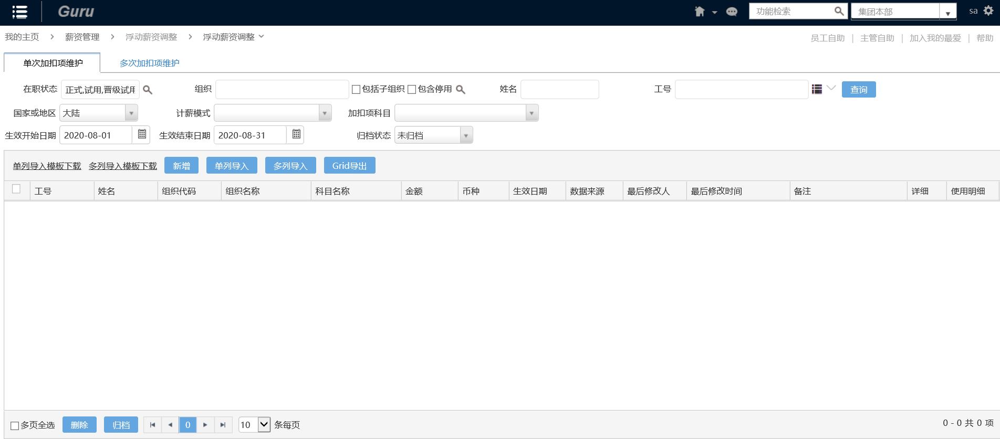 Guru 功能检索 集团本部 sa
我的主页 > 薪资管理 > 浮动薪资调整 > 浮动薪资调整
员工自助 | 主管自助 | 加入我的最爱 | 帮助
单次加扣项维护 多次加扣项维护
在职状态 正式,试用,晋级试用 组织 包括子组织 包含停用 姓名 工号 查询
国家或地区 大陆 计薪模式 加扣项科目
生效开始日期 2020-08-01 生效结束日期 2020-08-31 归档状态 未归档
单列导入模板下载 多列导入模板下载 新增 单列导入 多列导入 Grid导出
工号 姓名 组织代码 组织名称 科目名称 金额 币种 生效日期 数据来源 最后修改人 最后修改时间 备注 详细 使用明细
多页全选 删除 归档 0 10 条每页 0 - 0 共 0 项